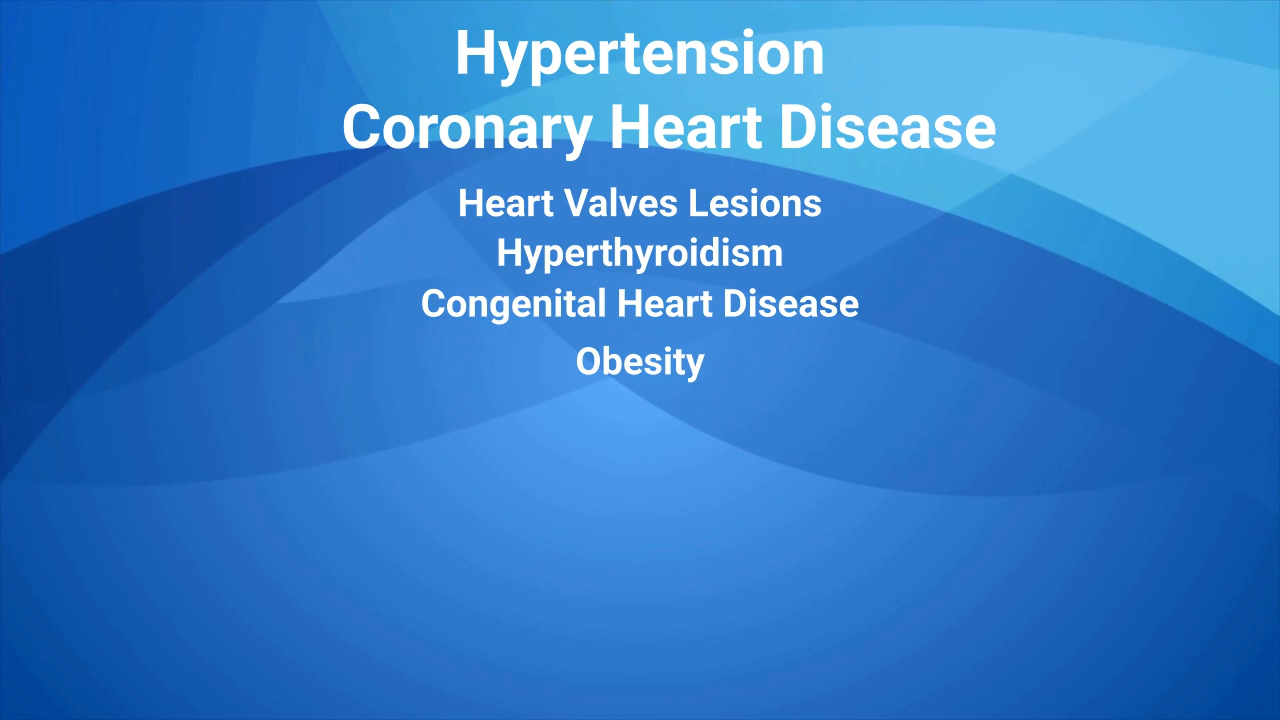 Hypertension
Coronary Heart Disease
Heart Valves Lesions
Hyperthyroidism
Congenital Heart Disease
Obesity